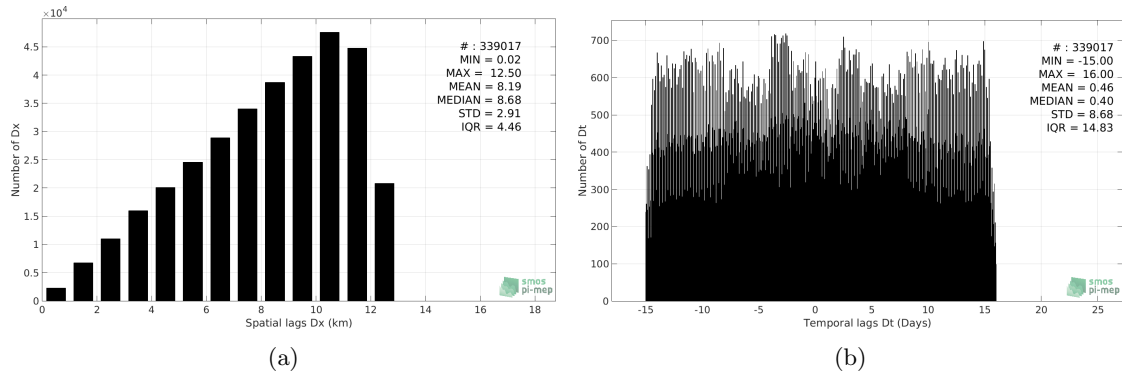 ×10⁴
4.5
4
3.5
3
2.5
2
1.5
1
0.5
0
Number of Dx
0 2 4 6 8 10 12 14 16 18
Spatial lags Dx (km)
# : 339017
MIN = 0.02
MAX = 12.50
MEAN = 8.19
MEDIAN = 8.68
STD = 2.91
IQR = 4.46
smos
pi-mep
(a)
700
600
500
400
300
200
100
0
Number of Dt
-15 -10 -5 0 5 10 15 20 25
Temporal lags Dt (Days)
# : 339017
MIN = -15.00
MAX = 16.00
MEAN = 0.46
MEDIAN = 0.40
STD = 8.68
IQR = 14.83
smos
pi-mep
(b)